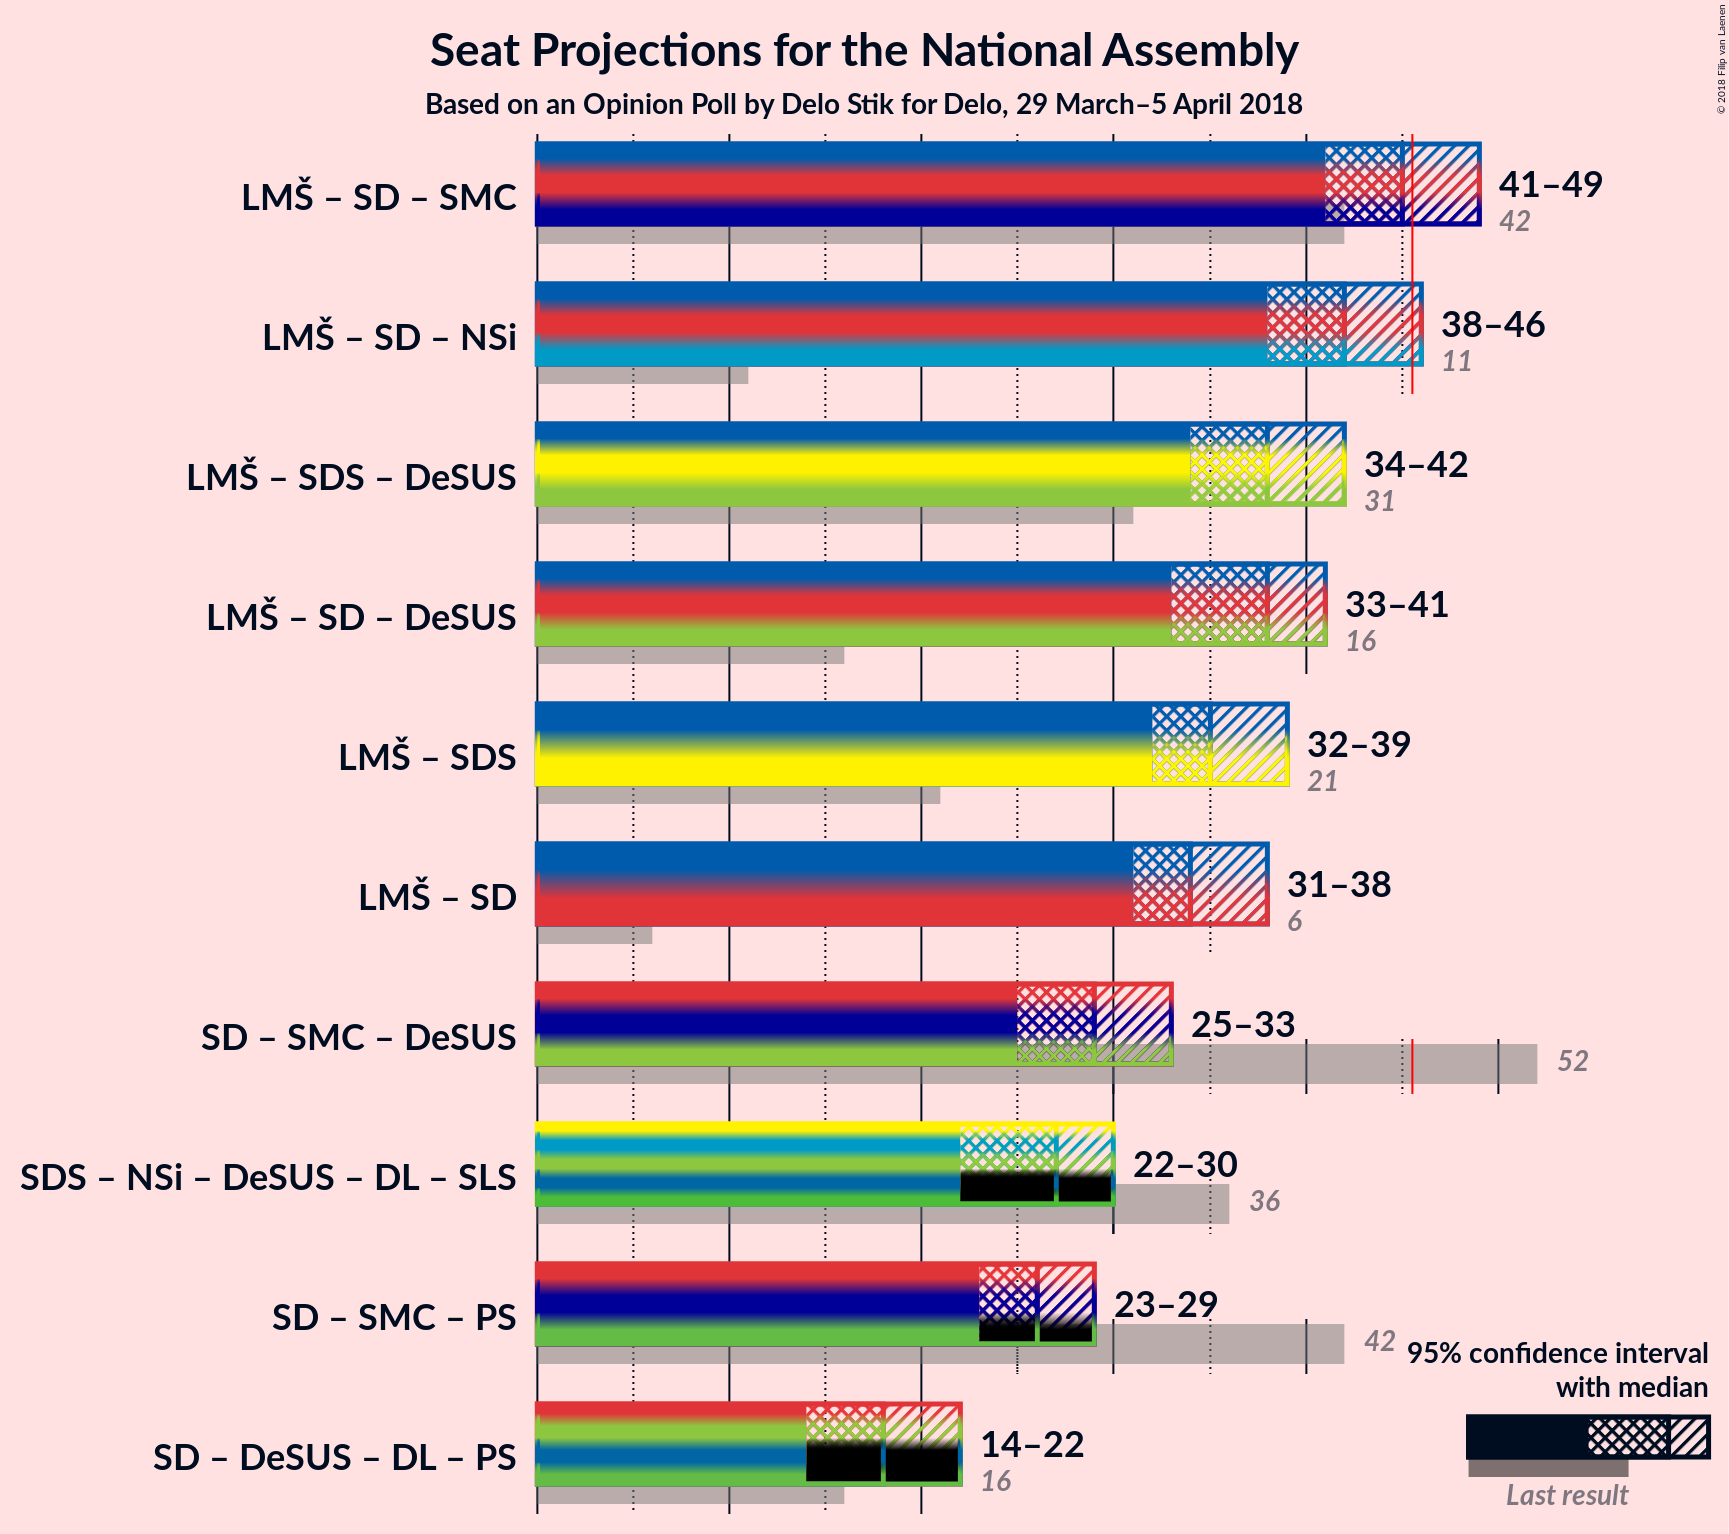 Seat Projections for the National Assembly
Based on an Opinion Poll by Delo Stik for Delo, 29 March–5 April 2018
© 2018 Filip van Laenen
LMŠ – SD – SMC
41–49
42
LMŠ – SD – NSi
38–46
11
LMŠ – SDS – DeSUS
34–42
31
LMŠ – SD – DeSUS
33–41
16
LMŠ – SDS
32–39
21
LMŠ – SD
31–38
6
SD – SMC – DeSUS
25–33
52
SDS – NSi – DeSUS – DL – SLS
22–30
36
SD – SMC – PS
23–29
42
SD – DeSUS – DL – PS
14–22
16
95% confidence interval
with median
Last result